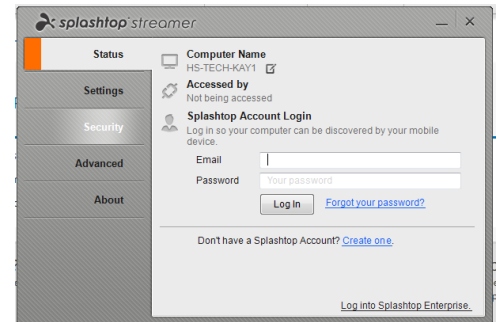 splashtop streamer
Status
Settings
Security
Advanced
About
Computer Name
HS-TECH-KAY1
Accessed by
Not being accessed
Splashtop Account Login
Log in so your computer can be discovered by your mobile
device.
Email
Password
Your password
Log In
Forgot your password?
Don't have a Splashtop Account? Create one.
Log into Splashtop Enterprise.